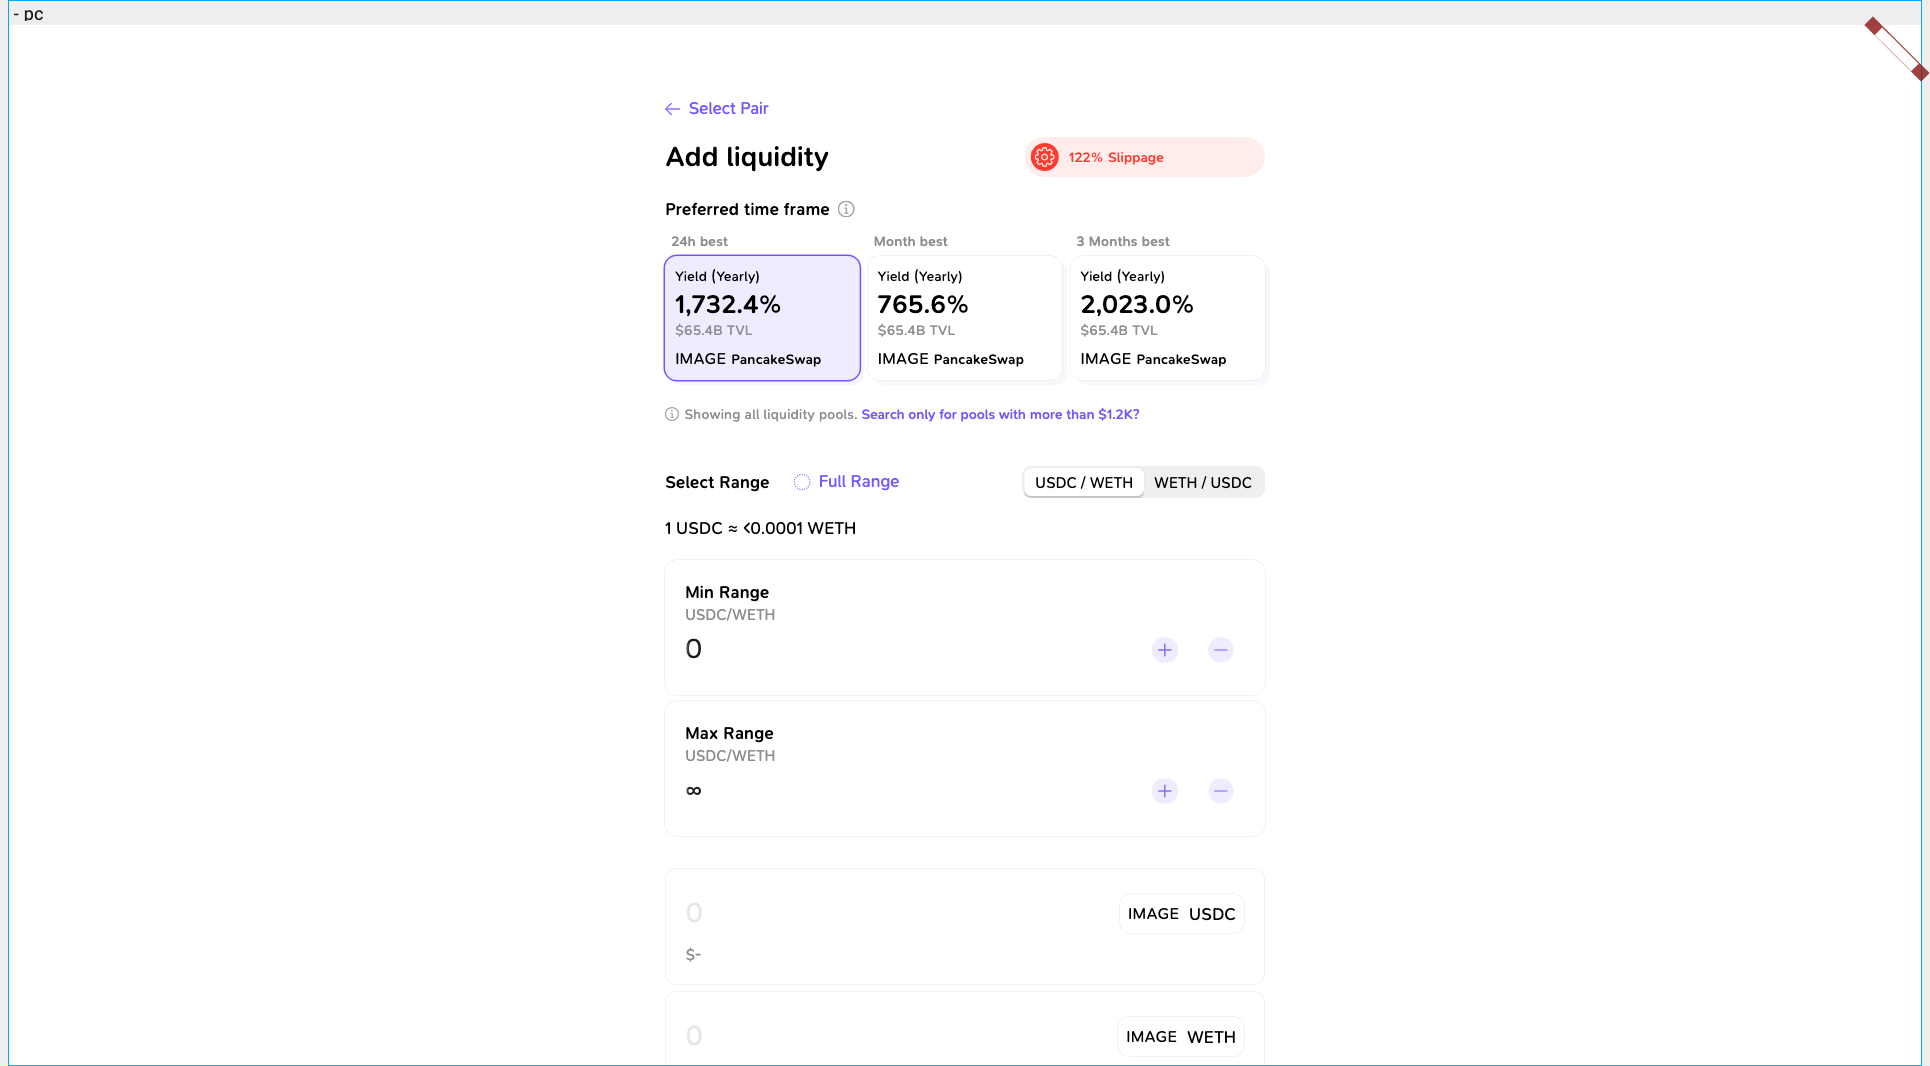 - pc
Select Pair
Add liquidity
122% Slippage
Preferred time frame
24h best
Month best
3 Months best
Yield (Yearly)
1,732.4%
$65.4B TVL
IMAGE PancakeSwap
Yield (Yearly)
765.6%
$65.4B TVL
IMAGE PancakeSwap
Yield (Yearly)
2,023.0%
$65.4B TVL
IMAGE PancakeSwap
Showing all liquidity pools. Search only for pools with more than $1.2K?
Select Range
Full Range
USDC / WETH
WETH / USDC
1 USDC ≈ <0.0001 WETH
Min Range
USDC/WETH
0
Max Range
USDC/WETH
∞
0
IMAGE USDC
$-
0
IMAGE WETH